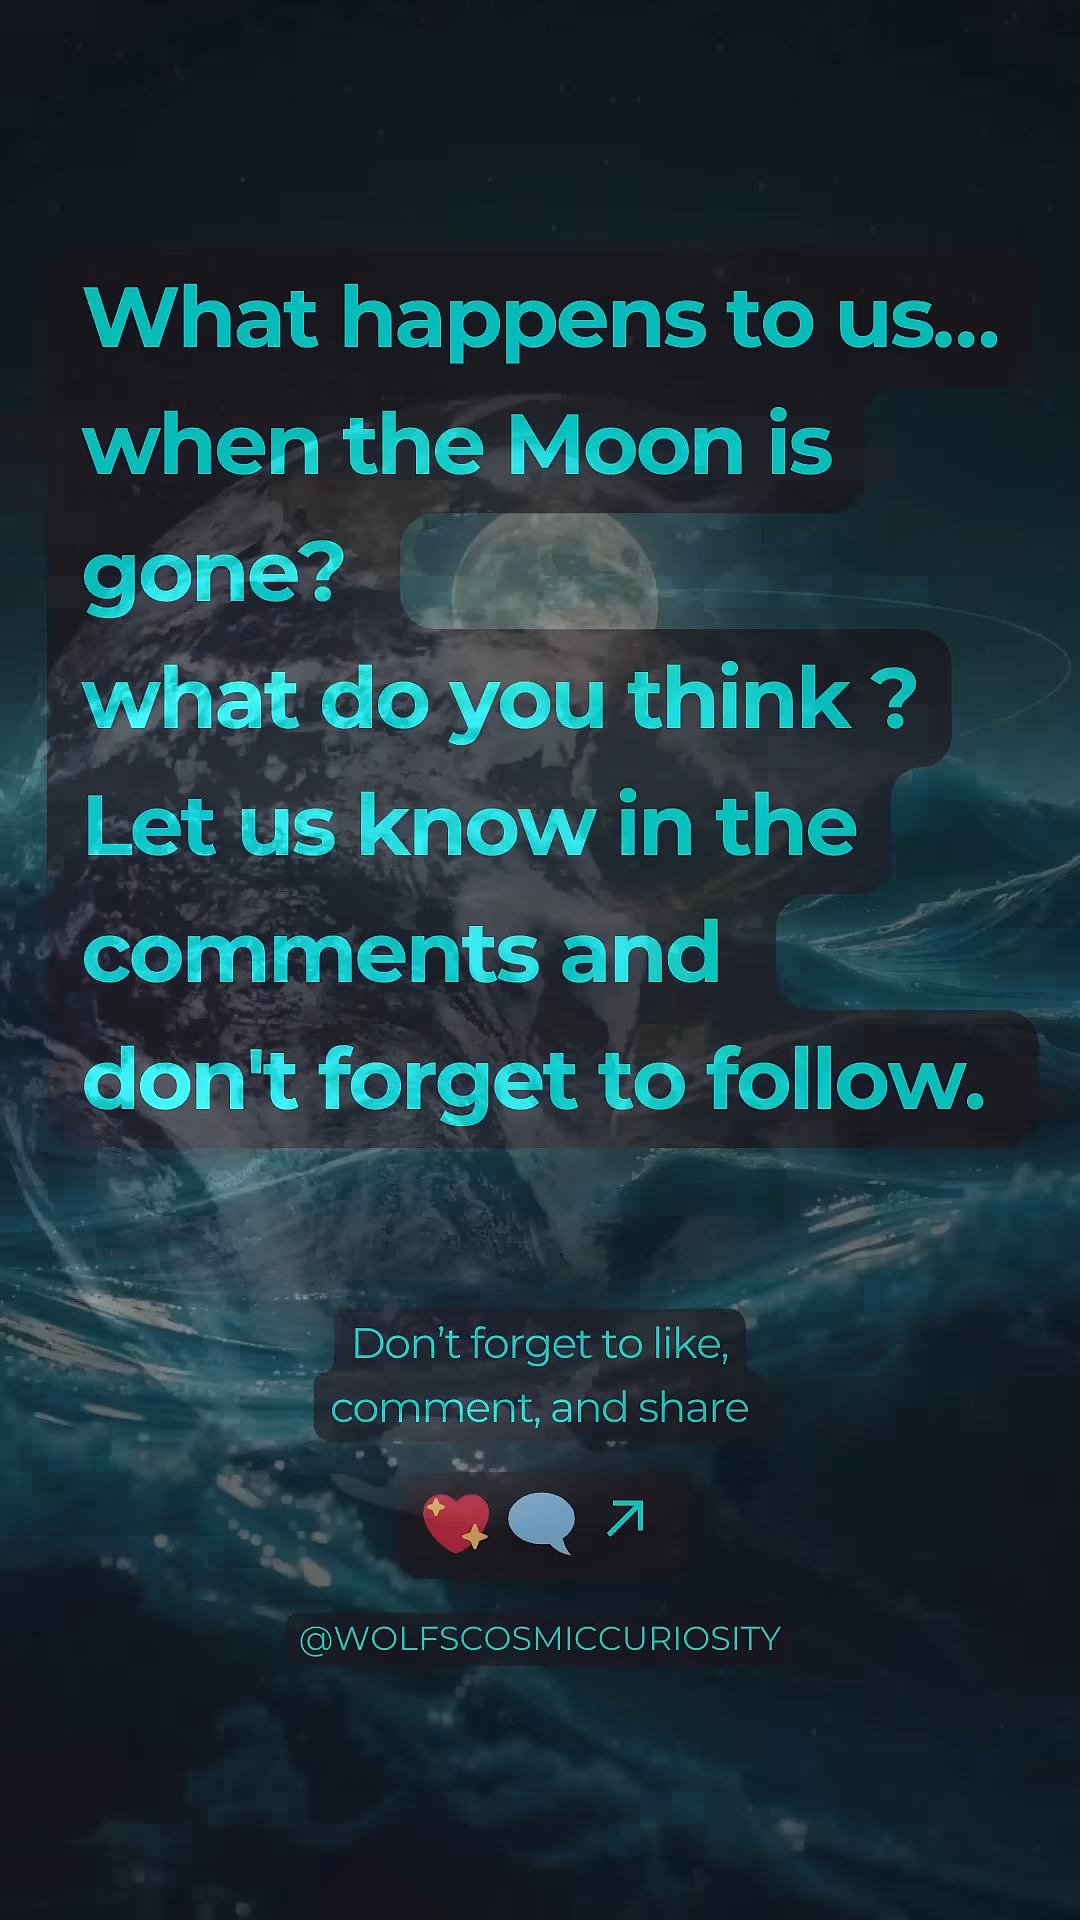 What happens to us...
when the Moon is
gone?
what do you think ?
Let us know in the
comments and
don't forget to follow.
Don’t forget to like,
comment, and share
@WOLFSCOSMICCURIOSITY